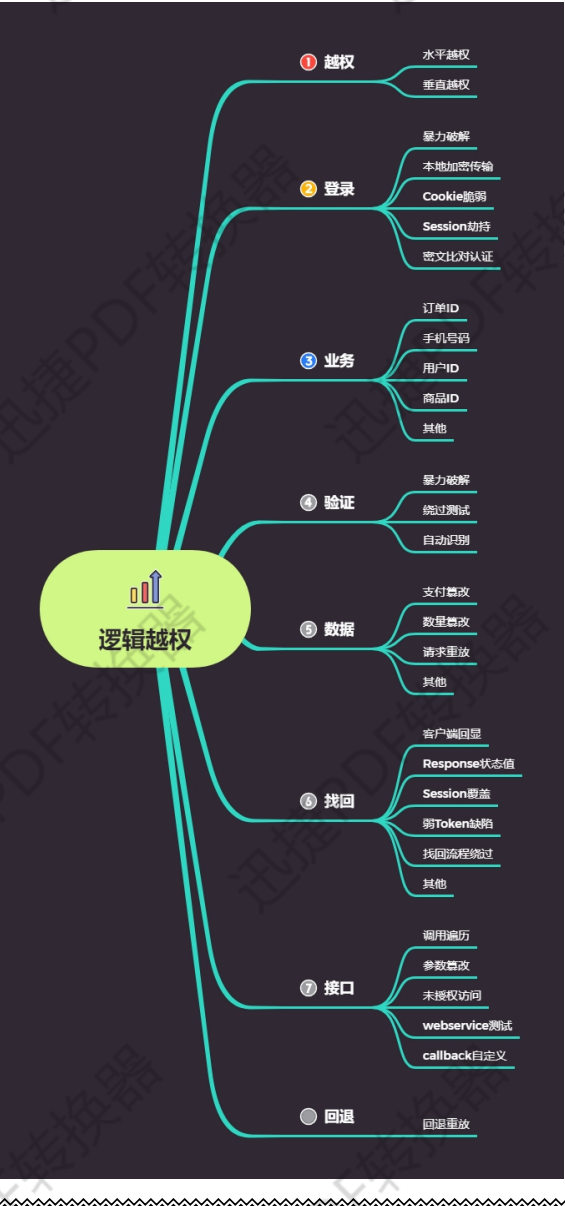 逻辑越权
1 越权
水平越权
垂直越权
2 登录
暴力破解
本地加密传输
Cookie脆弱
Session劫持
密文比对认证
3 业务
订单ID
手机号码
用户ID
商品ID
其他
4 验证
暴力破解
绕过测试
自动识别
5 数据
支付篡改
数量篡改
请求重放
其他
6 找回
客户端回显
Response状态值
Session覆盖
弱Token缺陷
找回流程绕过
其他
7 接口
调用遍历
参数篡改
未授权访问
webservice测试
callback自定义
回退
回退重放
迅捷PDF转换器
迅捷PDF转换器
PDF转换器
迅捷PDF转换器